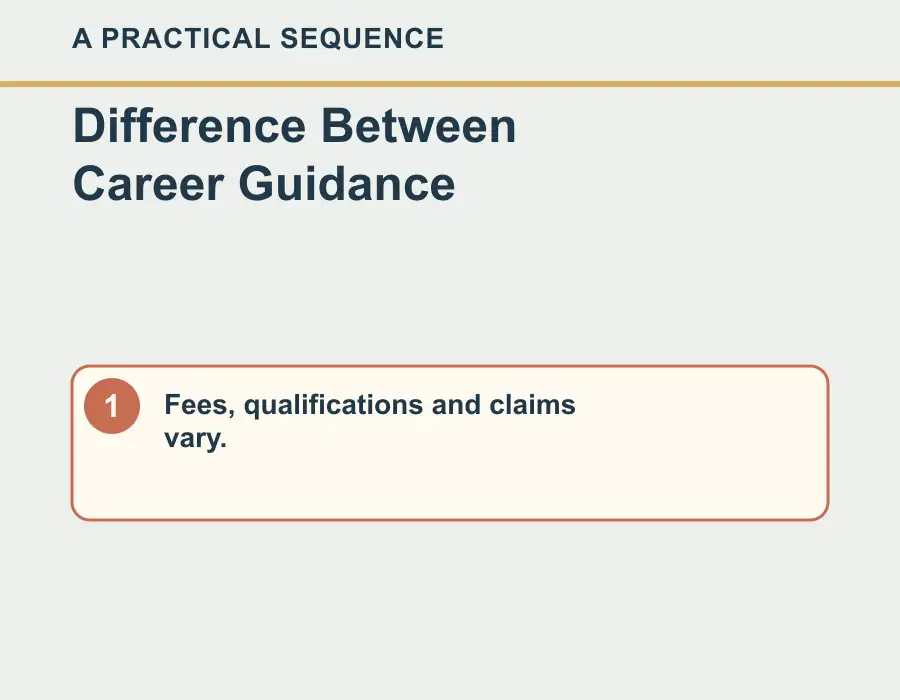 A PRACTICAL SEQUENCE
Difference Between
Career Guidance
1
Fees, qualifications and claims
vary.